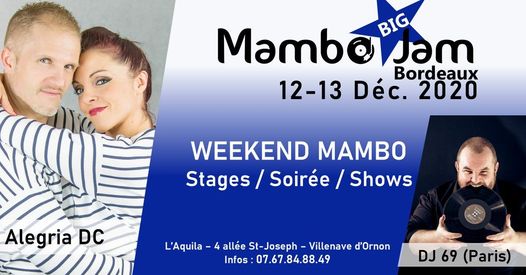 BIG
Mambo Jam
Bordeaux
12-13 Déc. 2020
WEEKEND MAMBO
Stages / Soirée / Shows
Alegria DC
L'Aquila – 4 allée St-Joseph – Villenave d'Ornon
Infos : 07.67.84.88.49
DJ 69 (Paris)